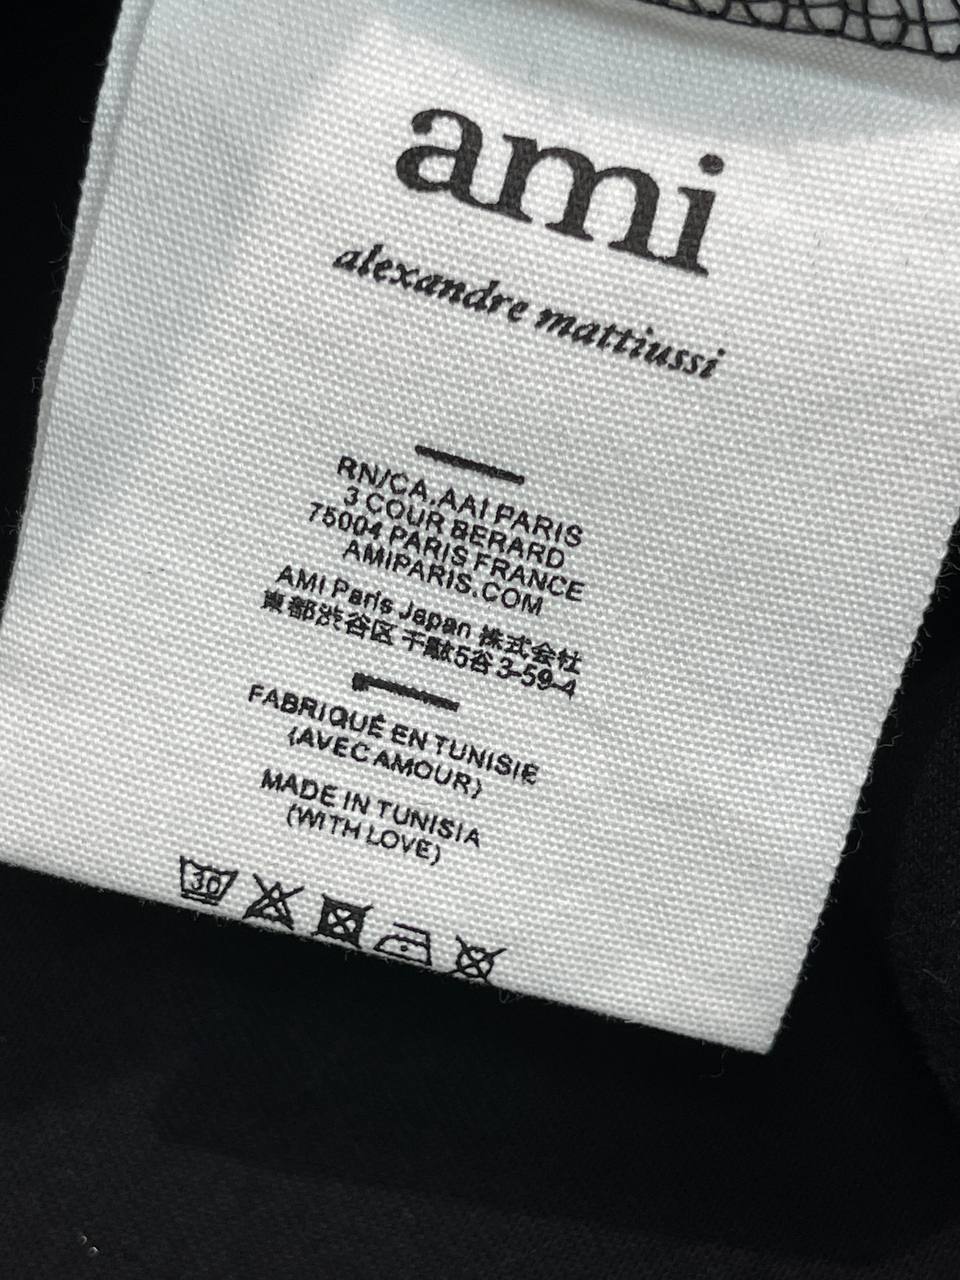 ami
alexandre mattiussi
RN/CA.AAI PARIS
3 COUR BERARD
75004 PARIS FRANCE
AMIPARIS.COM
AMI Paris Japan 株式会社
東都渋谷区 千駄5谷 3-59-4
FABRIQUÉ EN TUNISIE
(AVEC AMOUR)
MADE IN TUNISIA
(WITH LOVE)
30